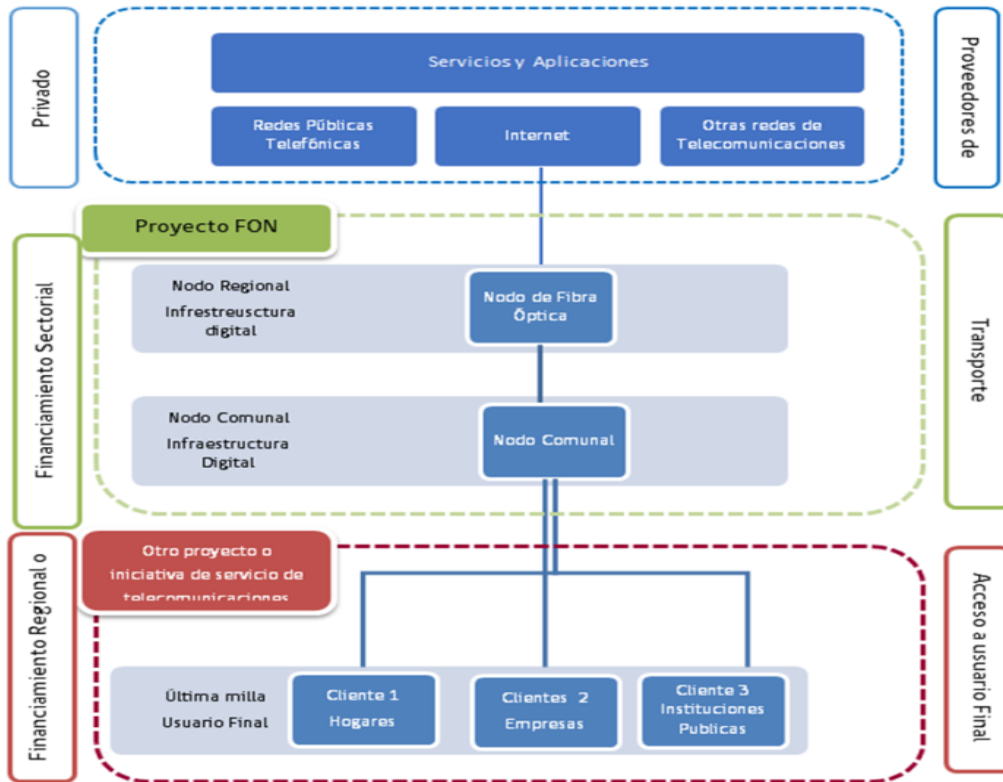 Privado
Servicios y Aplicaciones
Redes Públicas
Telefónicas
Internet
Otras redes de
Telecomunicaciones
Proveedores de
Financiamiento Sectorial
Proyecto FON
Nodo Regional
Infrestreusctura
digital
Nodo de Fibra
Óptica
Nodo Comunal
Infraestructura
Digital
Nodo Comunal
Transporte
Financiamiento Regional o
Otro proyecto o
iniciativa de servicio de
telecomunicaciones
Última milla
Usuario Final
Cliente 1
Hogares
Clientes 2
Empresas
Cliente 3
Instituciones
Publicas
Acceso a usuario Final